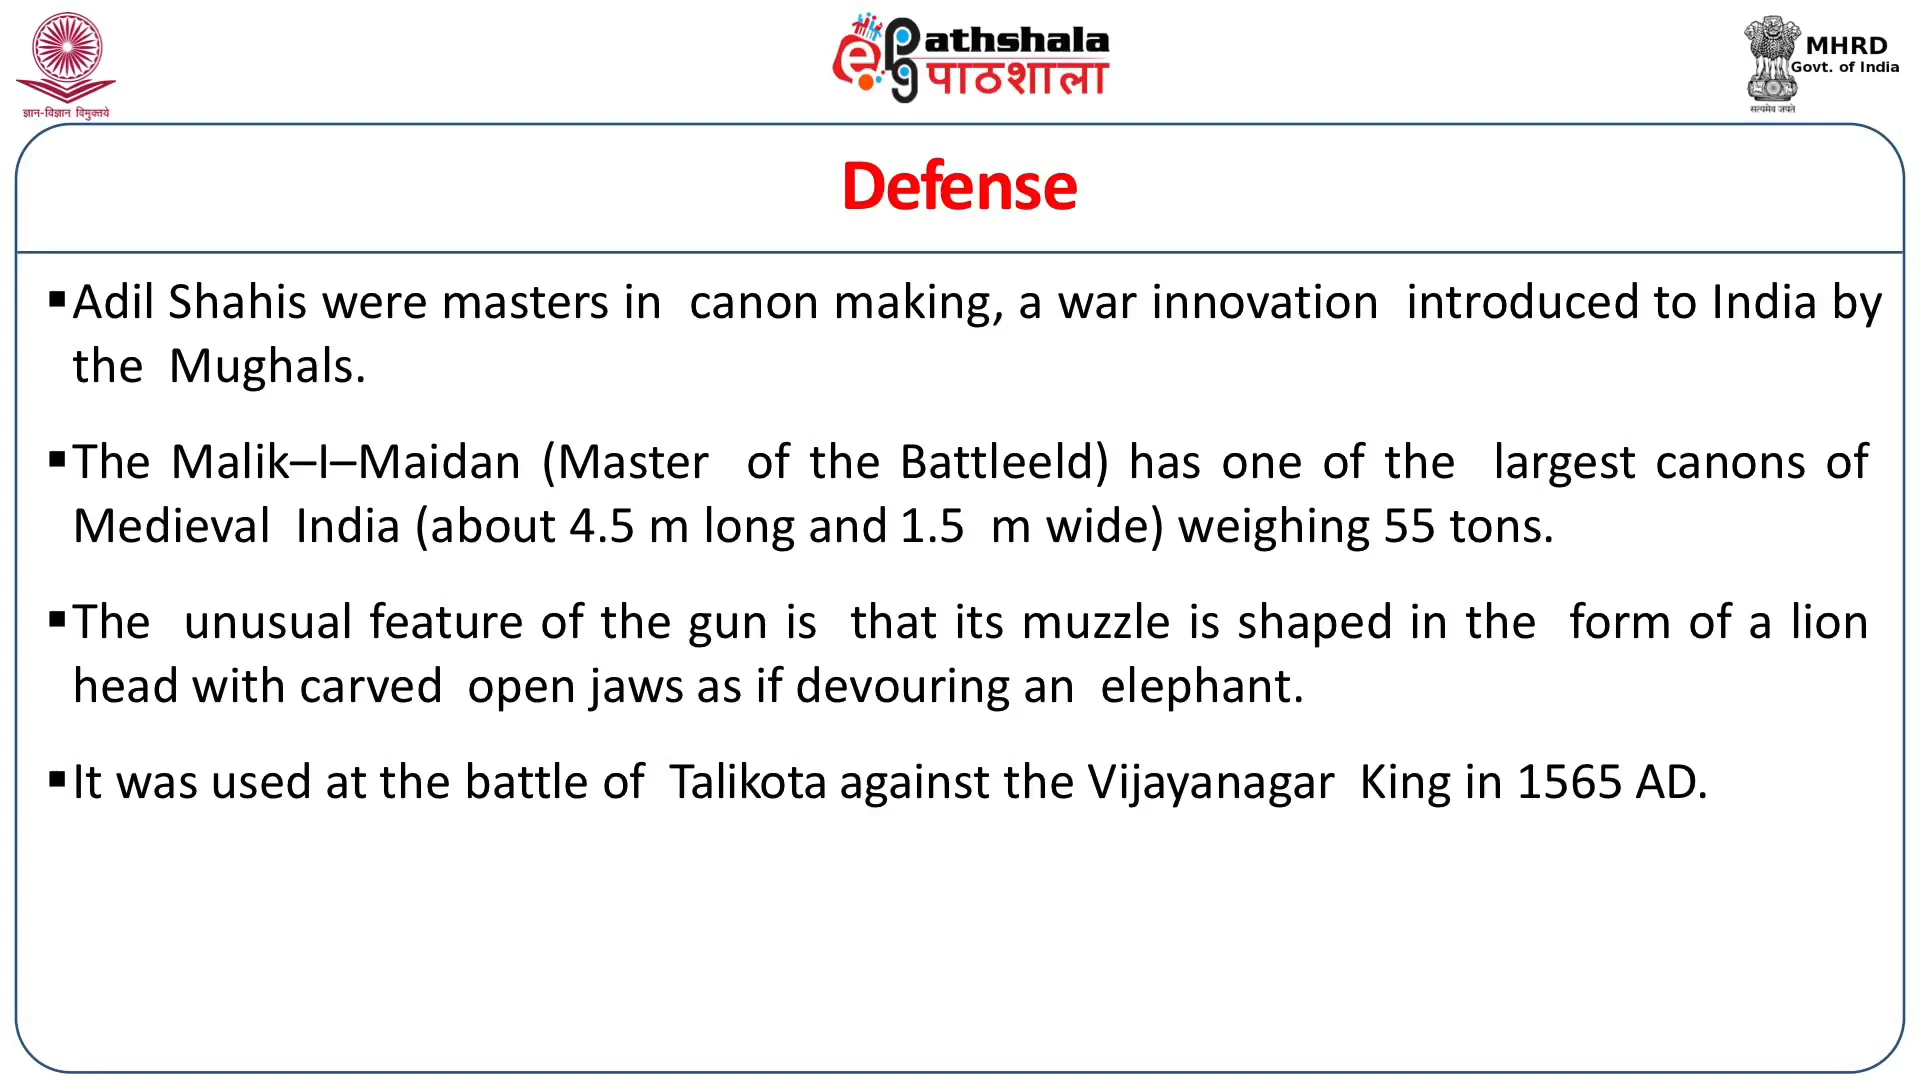 ज्ञान-विज्ञान विमुक्तये
e pg athshala
पाठशाला
MHRD
Govt. of India
सत्यमेव जयते
Defense
▪Adil Shahis were masters in canon making, a war innovation introduced to India by
the Mughals.
▪The Malik–I–Maidan (Master of the Battleeld) has one of the largest canons of
Medieval India (about 4.5 m long and 1.5 m wide) weighing 55 tons.
▪The unusual feature of the gun is that its muzzle is shaped in the form of a lion
head with carved open jaws as if devouring an elephant.
▪It was used at the battle of Talikota against the Vijayanagar King in 1565 AD.